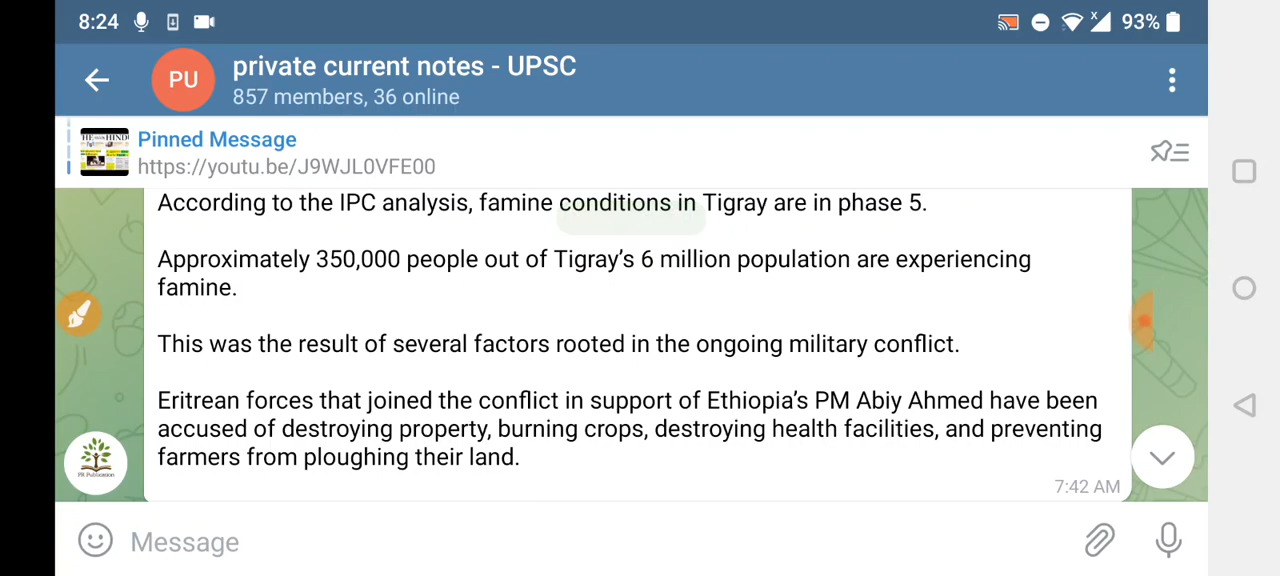 8:24
93%
PU
private current notes - UPSC
857 members, 36 online
Pinned Message
https://youtu.be/J9WJL0VFE00
According to the IPC analysis, famine conditions in Tigray are in phase 5.
Approximately 350,000 people out of Tigray’s 6 million population are experiencing
famine.
This was the result of several factors rooted in the ongoing military conflict.
Eritrean forces that joined the conflict in support of Ethiopia’s PM Abiy Ahmed have been
accused of destroying property, burning crops, destroying health facilities, and preventing
farmers from ploughing their land.
PR Publication
7:42 AM
Message